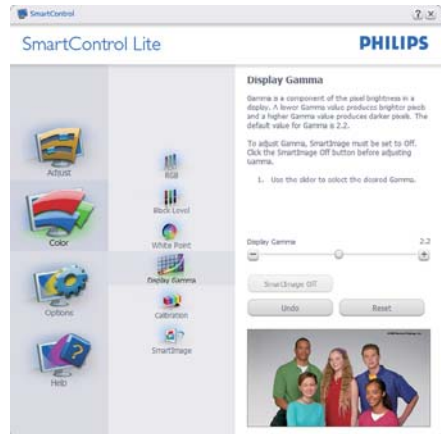 SmartControl
SmartControl Lite
PHILIPS
Adjust
Color
Options
Help
RGB
Black Level
White Point
Display Gamma
Calibration
SmartImage
Display Gamma
Gamma is a component of the pixel brightness in a
display. A lower Gamma value produces brighter pixels
and a higher Gamma value produces darker pixels. The
default value for Gamma is 2.2.
To adjust Gamma, SmartImage must be set to Off.
Click the SmartImage Off button before adjusting
Gamma.
1. Use the slider to select the desired Gamma.
Display Gamma 2.2
SmartImage Off
Undo Reset